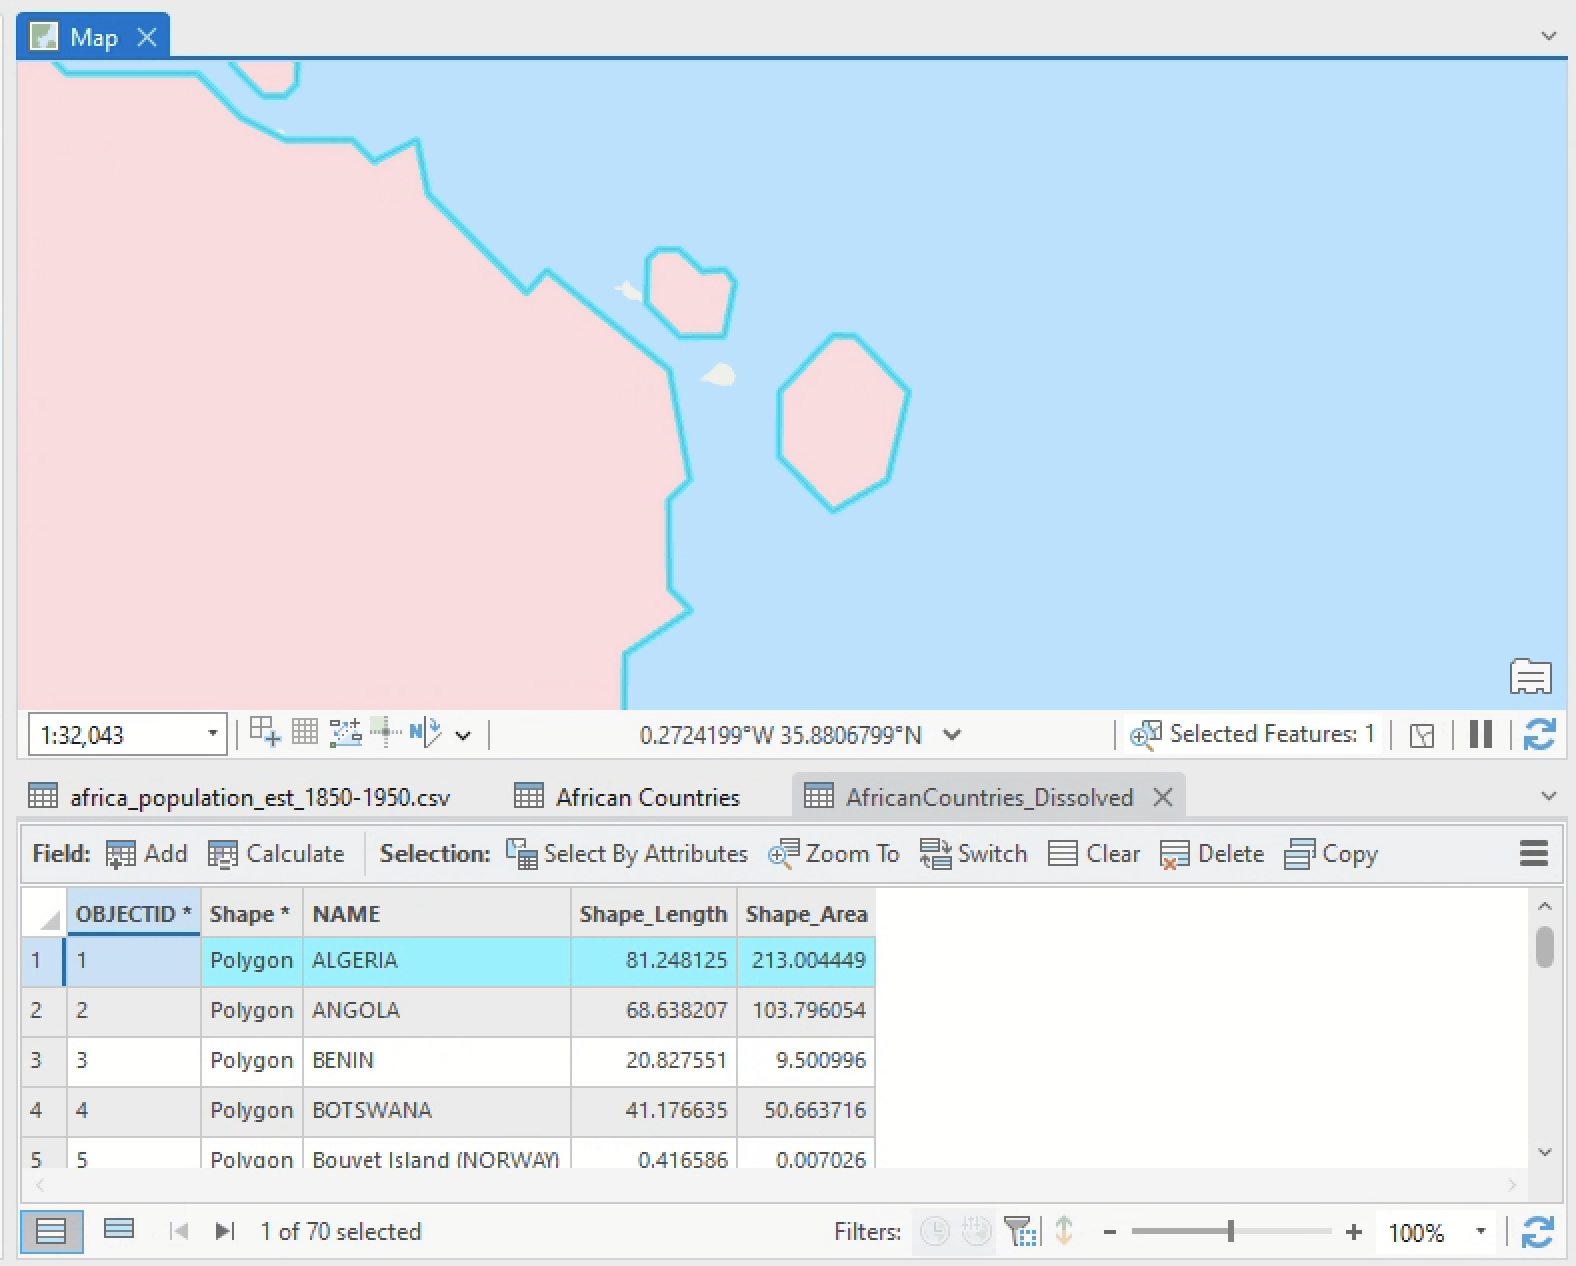 Map
1:32,043
N
0.2724199°W 35.8806799°N
Selected Features: 1
africa_population_est_1850-1950.csv African Countries AfricanCountries_Dissolved
Field: Add Calculate Selection: Select By Attributes Zoom To Switch Clear Delete Copy
OBJECTID * Shape * NAME Shape_Length Shape_Area
1 1 Polygon ALGERIA 81.248125 213.004449
2 2 Polygon ANGOLA 68.638207 103.796054
3 3 Polygon BENIN 20.827551 9.500996
4 4 Polygon BOTSWANA 41.176635 50.663716
5 5 Polygon Bouvet Island (NORWAY) 0.416586 0.007026
1 of 70 selected Filters: - + 100%